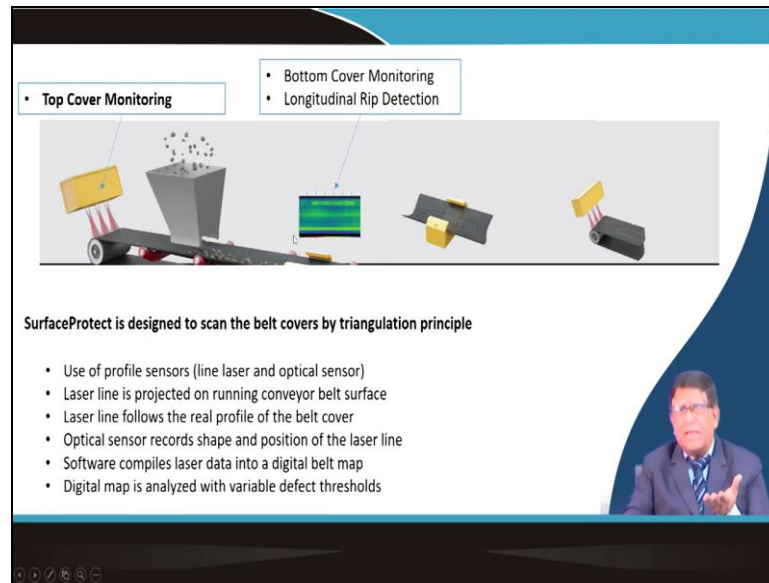 • Top Cover Monitoring
• Bottom Cover Monitoring
• Longitudinal Rip Detection
SurfaceProtect is designed to scan the belt covers by triangulation principle
• Use of profile sensors (line laser and optical sensor)
• Laser line is projected on running conveyor belt surface
• Laser line follows the real profile of the belt cover
• Optical sensor records shape and position of the laser line
• Software compiles laser data into a digital belt map
• Digital map is analyzed with variable defect thresholds